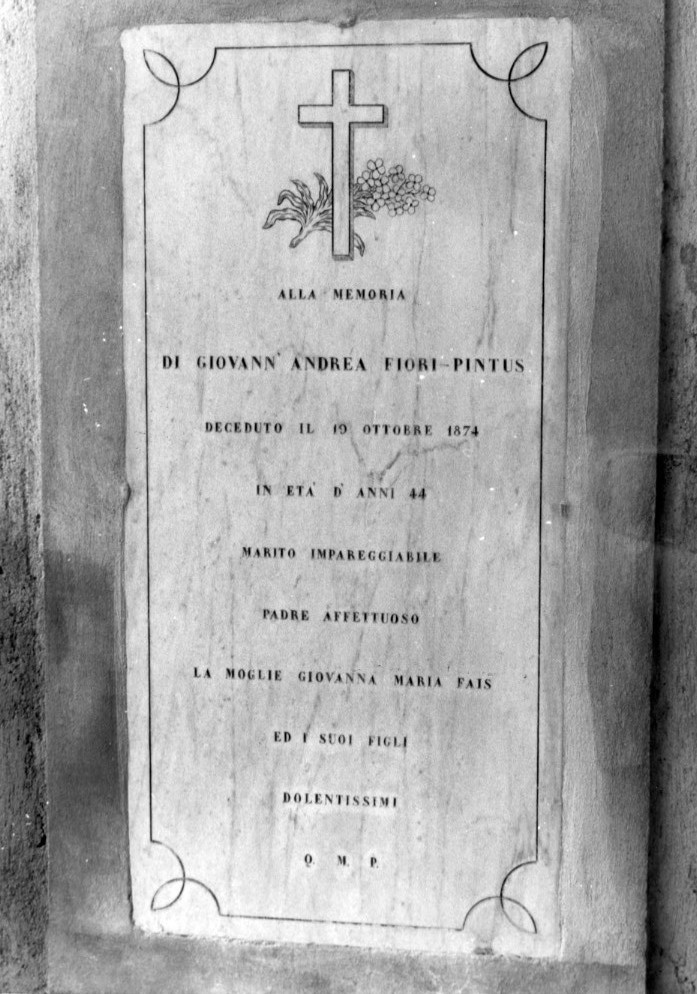 ALLA MEMORIA
DI GIOVANN' ANDREA FIORI-PINTUS
DECEDUTO IL 19 OTTOBRE 1874
IN ETA' D' ANNI 44
MARITO IMPAREGGIABILE
PADRE AFFETTUOSO
LA MOGLIE GIOVANNA MARIA FAIS
ED I SUOI FIGLI
DOLENTISSIMI
Q. M. P.